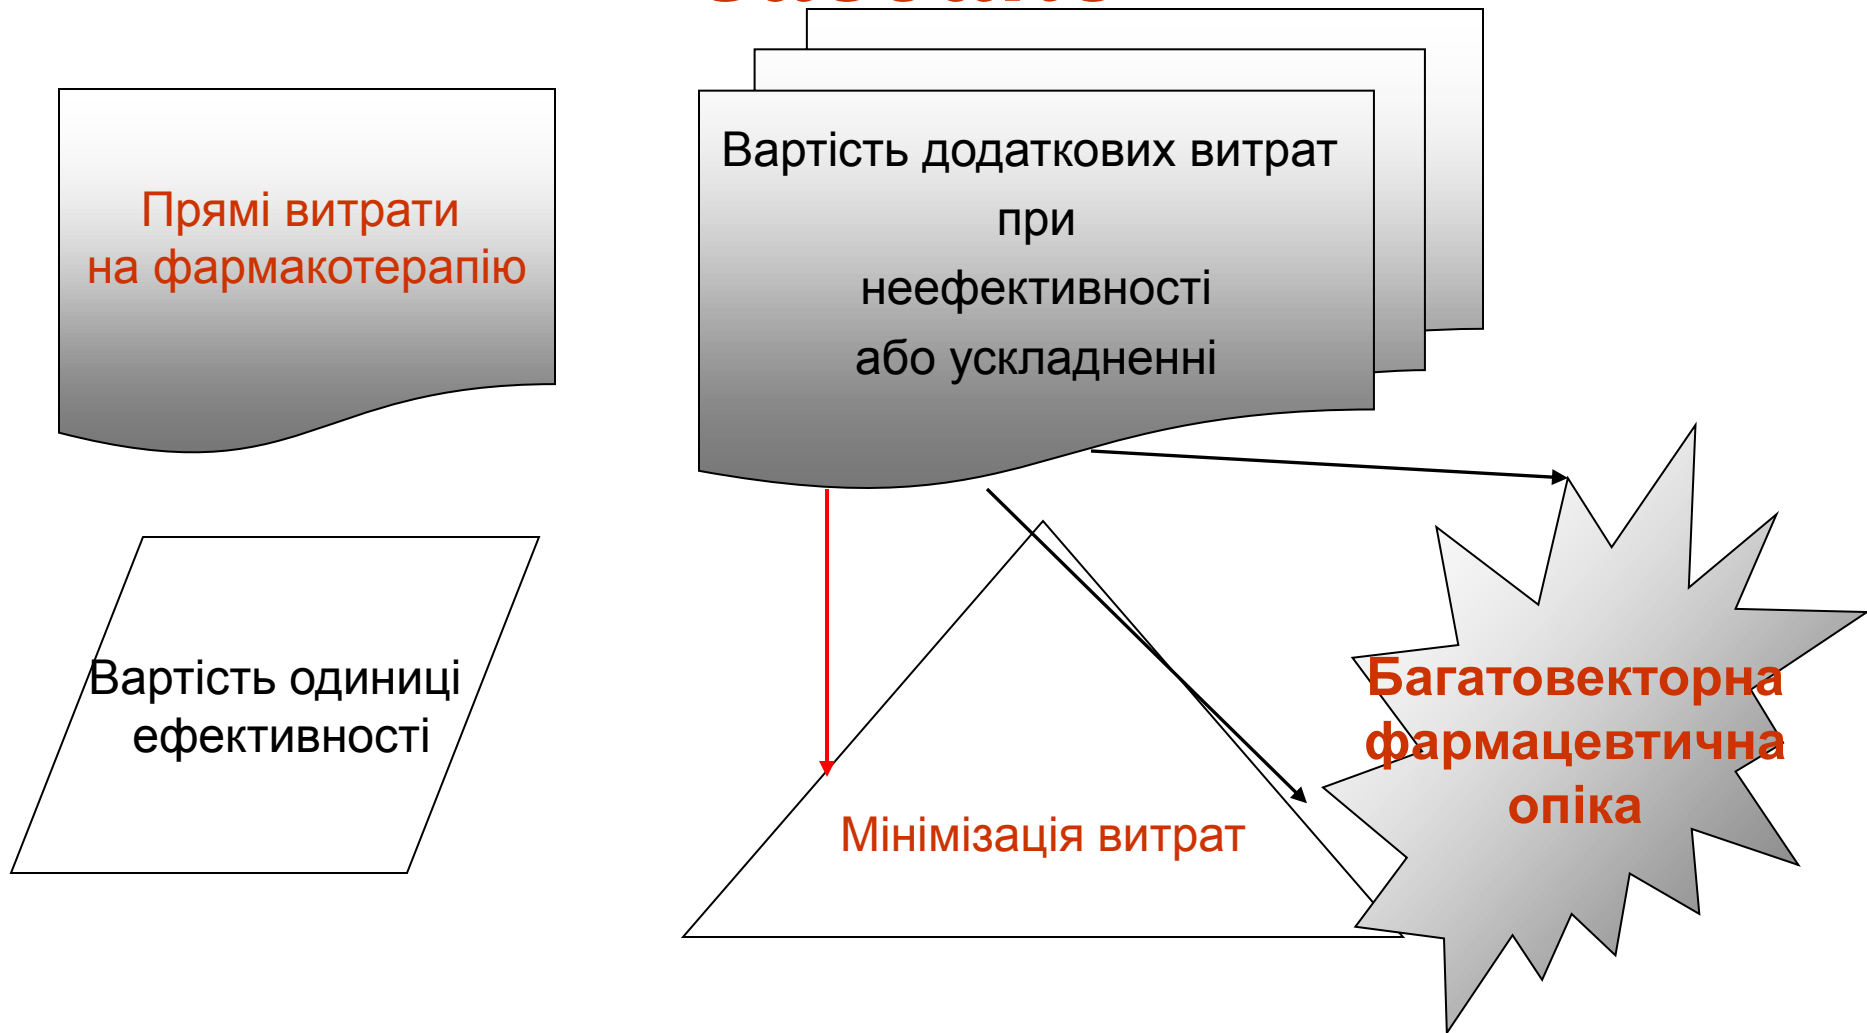 Прямі витрати
на фармакотерапію
Вартість додаткових витрат
при
неефективності
або ускладненні
Вартість одиниці
ефективності
Мінімізація витрат
Багатовекторна
фармацевтична
опіка